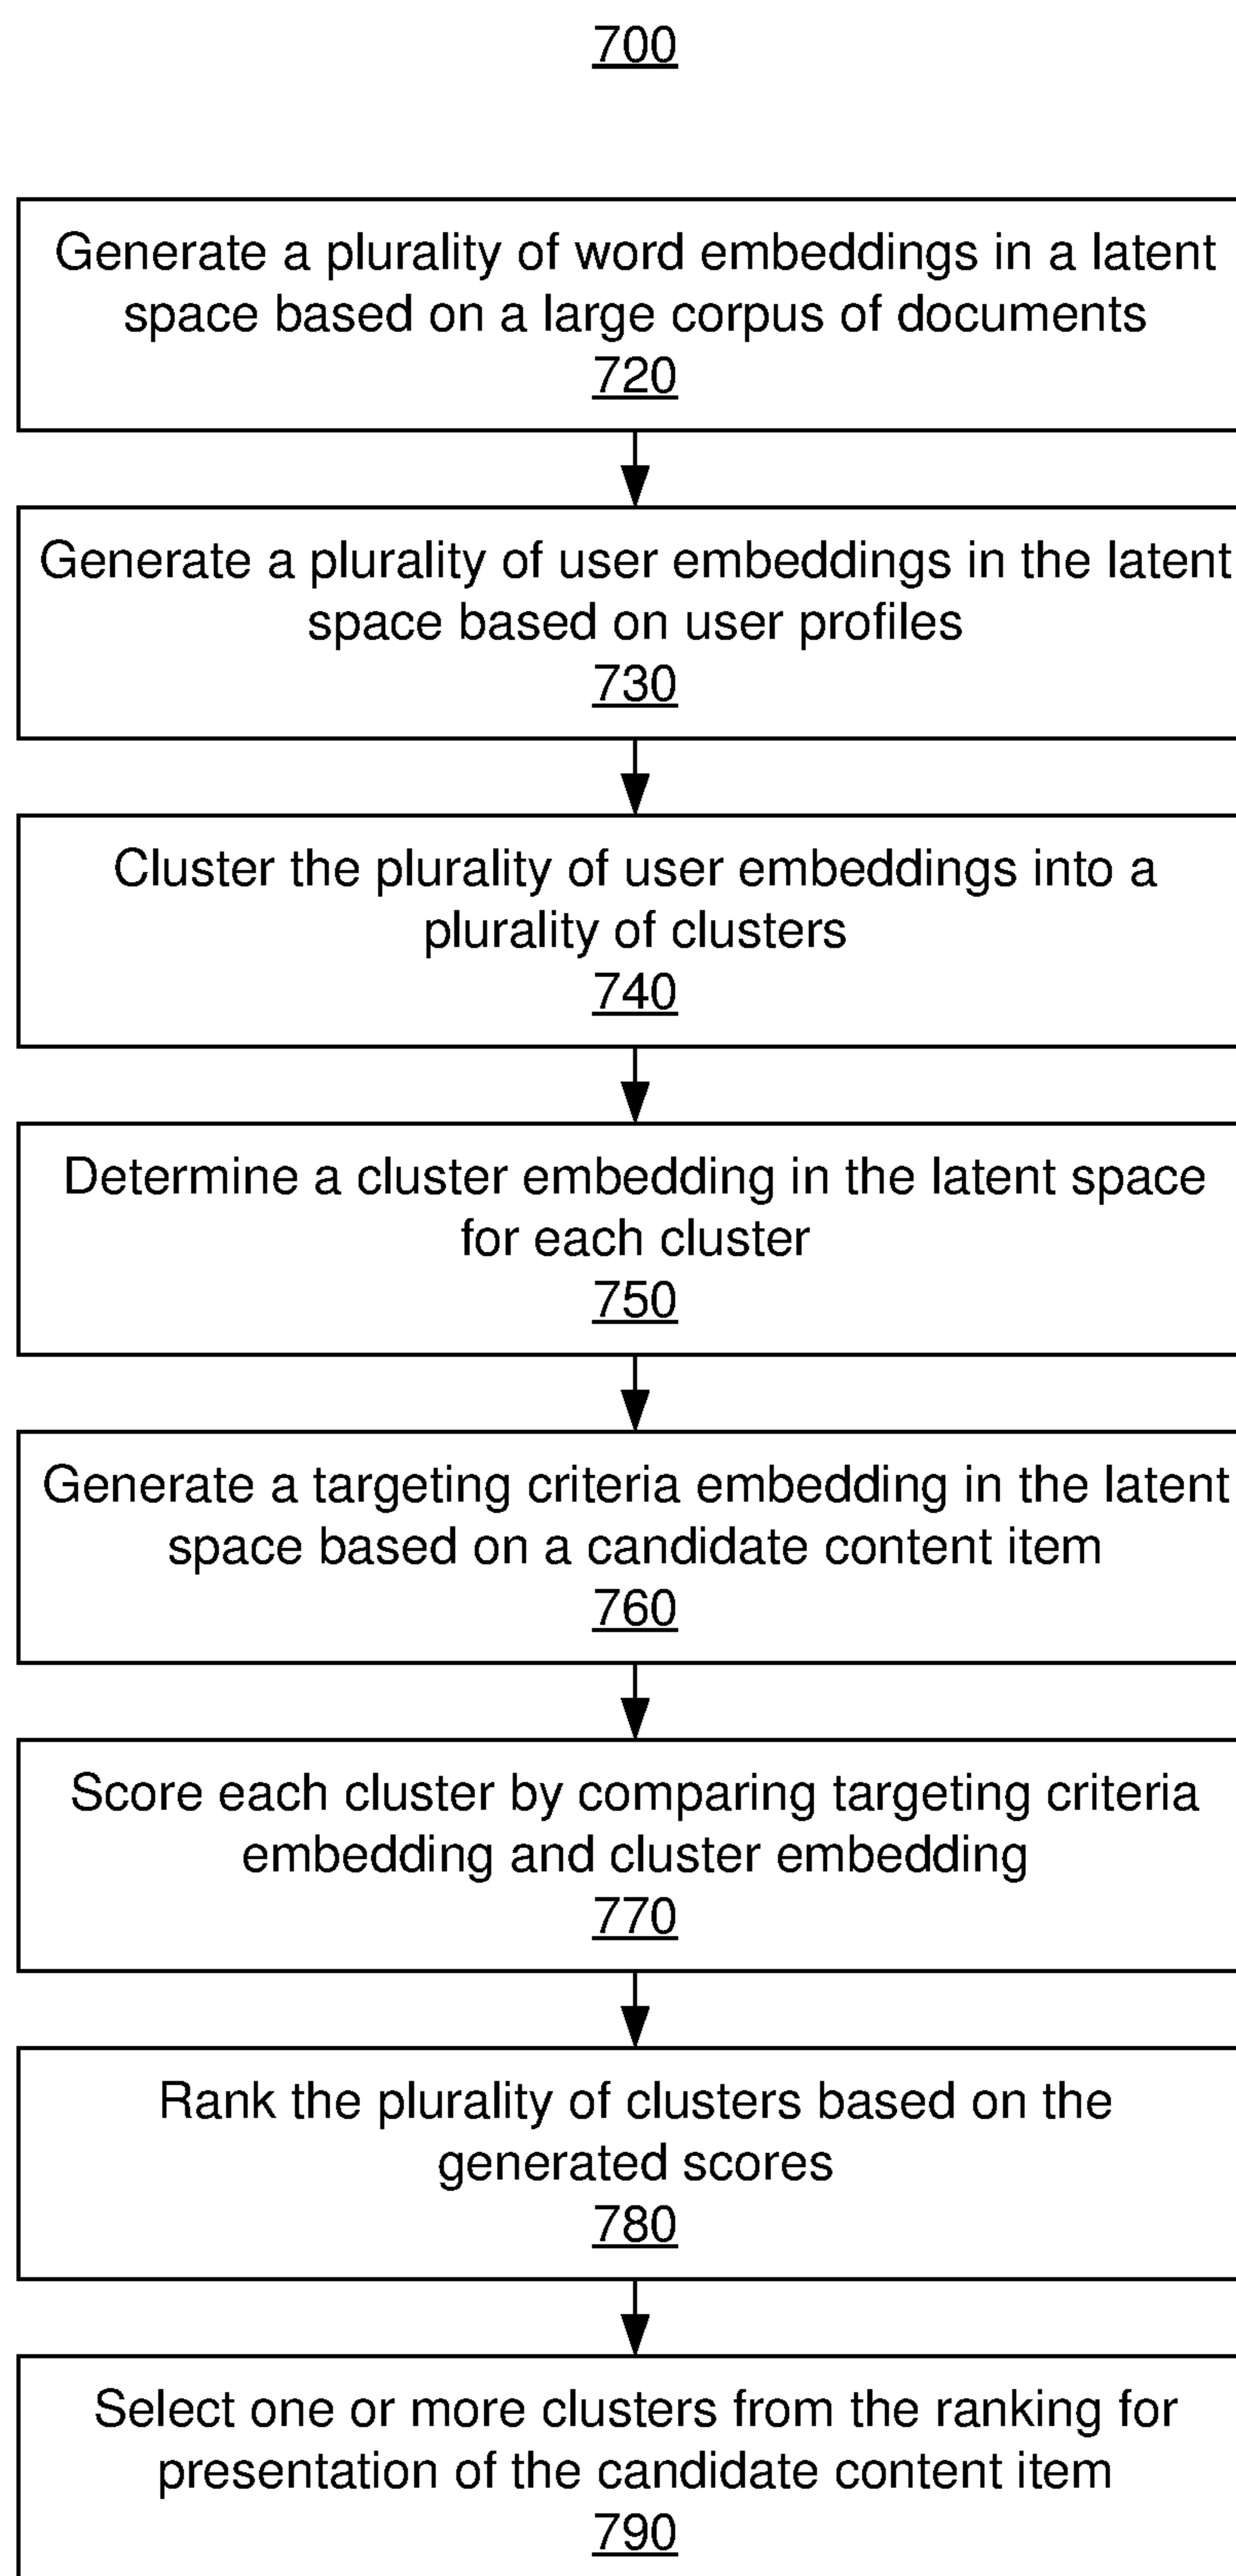 700
Generate a plurality of word embeddings in a latent
space based on a large corpus of documents
720
Generate a plurality of user embeddings in the latent
space based on user profiles
730
Cluster the plurality of user embeddings into a
plurality of clusters
740
Determine a cluster embedding in the latent space
for each cluster
750
Generate a targeting criteria embedding in the latent
space based on a candidate content item
760
Score each cluster by comparing targeting criteria
embedding and cluster embedding
770
Rank the plurality of clusters based on the
generated scores
780
Select one or more clusters from the ranking for
presentation of the candidate content item
790